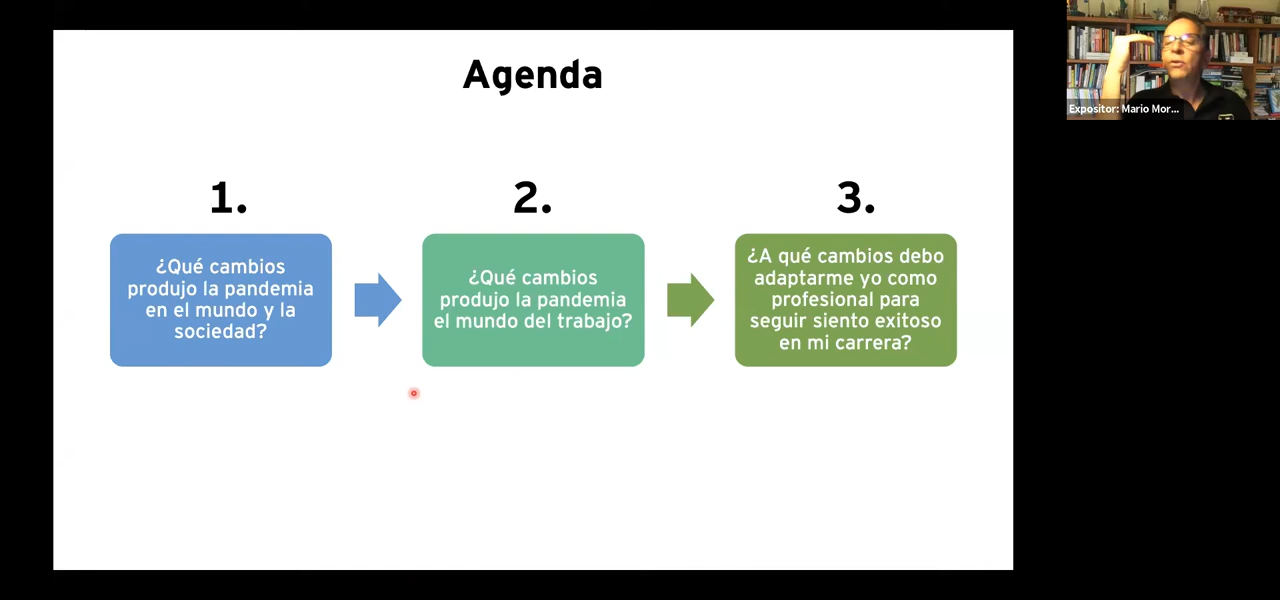 Agenda
1.
¿Qué cambios
produjo la pandemia
en el mundo y la
sociedad?
2.
¿Qué cambios
produjo la pandemia
el mundo del trabajo?
3.
¿A qué cambios debo
adaptarme yo como
profesional para
seguir siento exitoso
en mi carrera?
Expositor: Mario Mor...